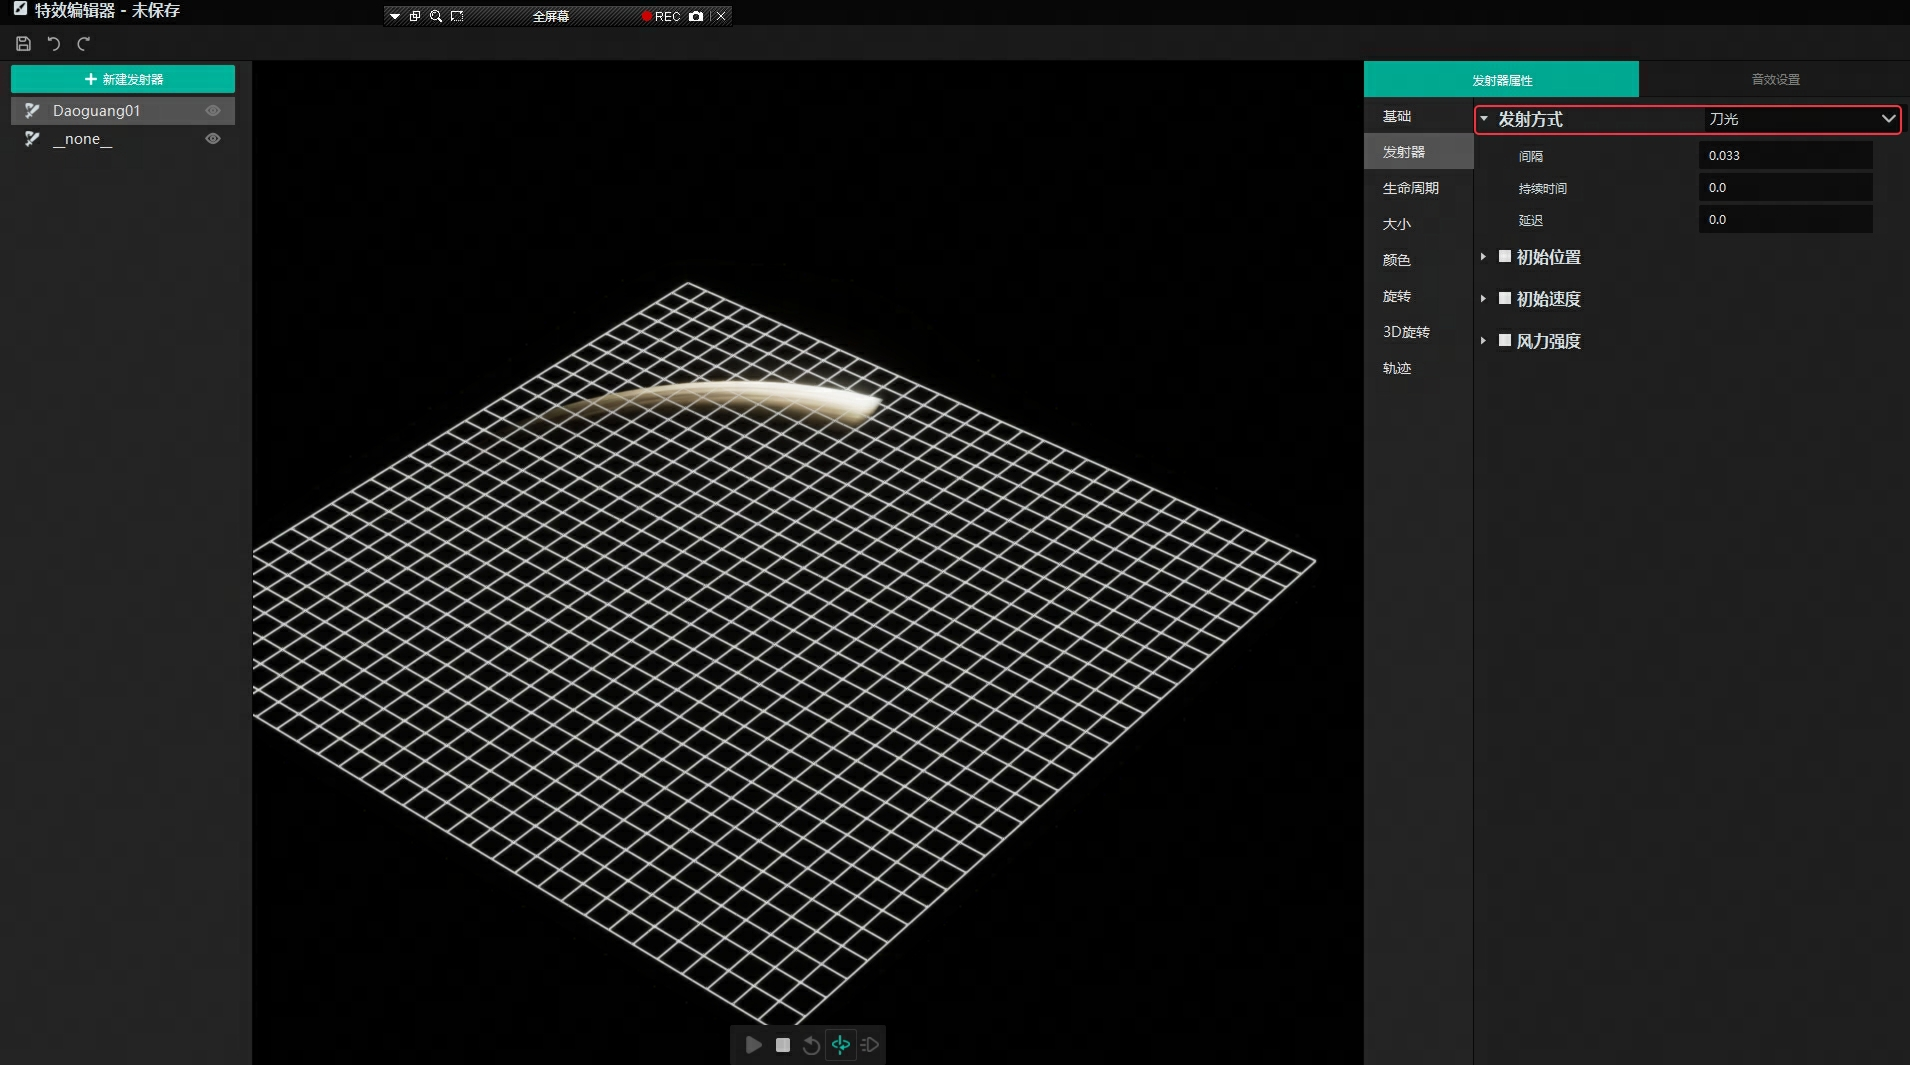 特效编辑器 - 未保存
全屏幕
REC
新建发射器
Daoguang01
__none__
发射器属性
音效设置
基础
发射器
生命周期
大小
颜色
旋转
3D旋转
轨迹
发射方式
刀光
间隔
0.033
持续时间
0.0
延迟
0.0
初始位置
初始速度
风力强度